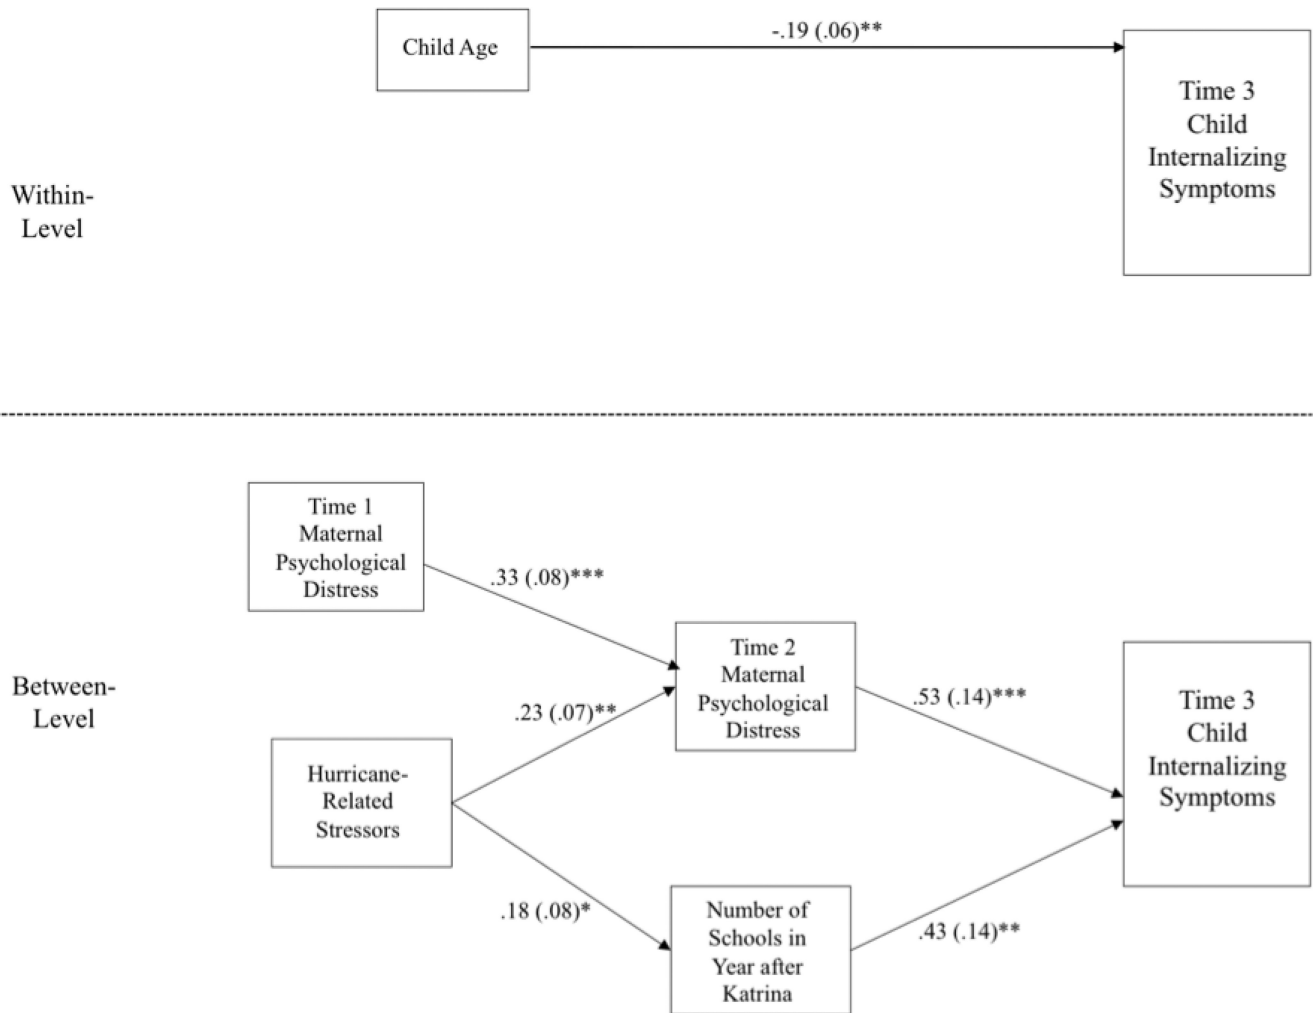 Child Age
-.19 (.06)**
Time 3
Child
Internalizing
Symptoms
Within-
Level
Time 1
Maternal
Psychological
Distress
.33 (.08)***
Between-
Level
Hurricane-
Related
Stressors
.23 (.07)**
.18 (.08)*
Time 2
Maternal
Psychological
Distress
Number of
Schools in
Year after
Katrina
.53 (.14)***
.43 (.14)**
Time 3
Child
Internalizing
Symptoms